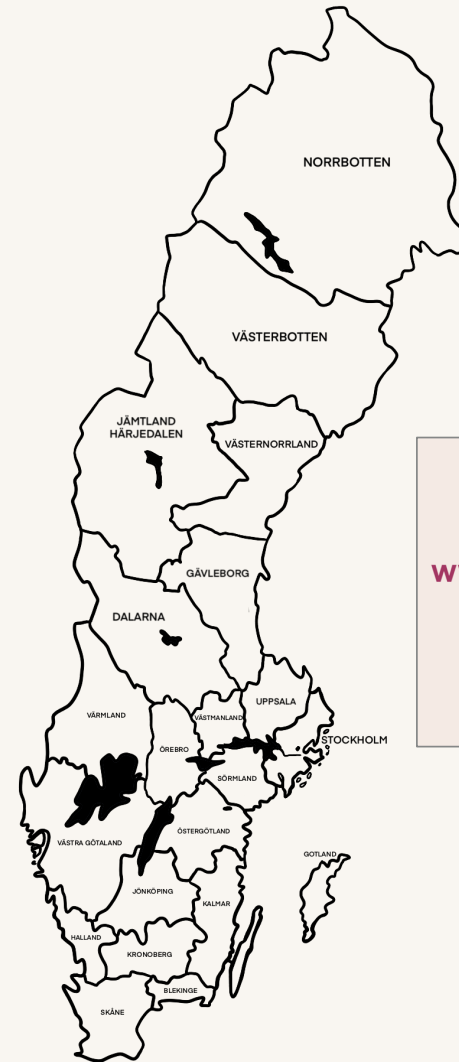 NORRBOTTEN
VÄSTERBOTTEN
JÄMTLAND
HÄRJEDALEN
VÄSTERNORRLAND
GÄVLEBORG
DALARNA
UPPSALA
VÄRMLAND
VÄSTMANLAND
STOCKHOLM
ÖREBRO
SÖRMLAND
ÖSTERGÖTLAND
VÄSTRA GÖTALAND
GOTLAND
JÖNKÖPING
KALMAR
HALLAND
KRONOBERG
BLEKINGE
SKÅNE